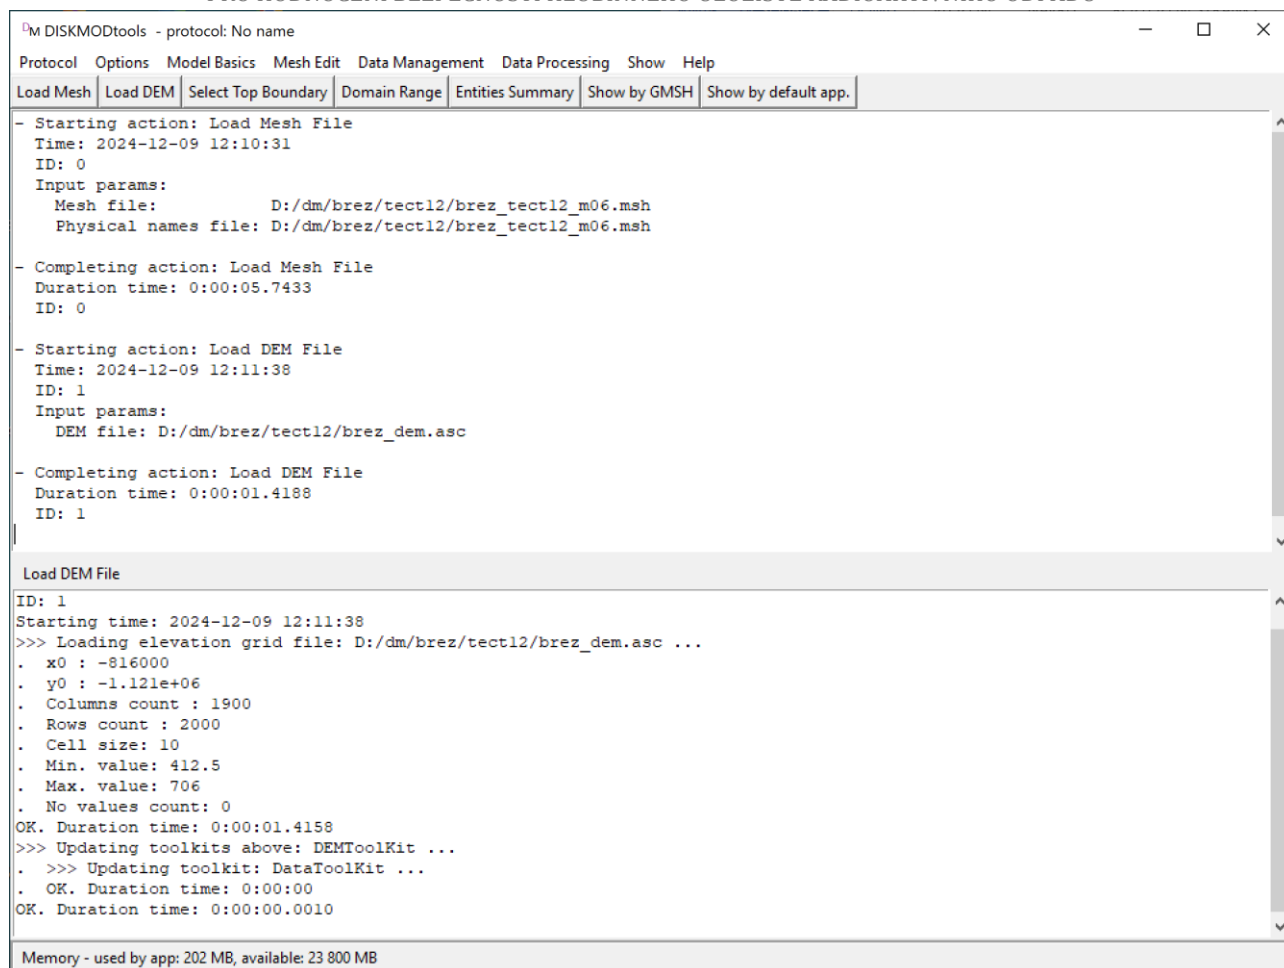 DM DISKMODtools - protocol: No name
Protocol Options Model Basics Mesh Edit Data Management Data Processing Show Help
Load Mesh Load DEM Select Top Boundary Domain Range Entities Summary Show by GMSH Show by default app.
- Starting action: Load Mesh File
Time: 2024-12-09 12:10:31
ID: 0
Input params:
Mesh file: D:/dm/brez/tect12/brez_tect12_m06.msh
Physical names file: D:/dm/brez/tect12/brez_tect12_m06.msh
- Completing action: Load Mesh File
Duration time: 0:00:05.7433
ID: 0
- Starting action: Load DEM File
Time: 2024-12-09 12:11:38
ID: 1
Input params:
DEM file: D:/dm/brez/tect12/brez_dem.asc
- Completing action: Load DEM File
Duration time: 0:00:01.4188
ID: 1
Load DEM File
ID: 1
Starting time: 2024-12-09 12:11:38
>>> Loading elevation grid file: D:/dm/brez/tect12/brez_dem.asc ...
. x0 : -816000
. y0 : -1.121e+06
. Columns count : 1900
. Rows count : 2000
. Cell size: 10
. Min. value: 412.5
. Max. value: 706
. No values count: 0
OK. Duration time: 0:00:01.4158
>>> Updating toolkits above: DEMToolKit ...
. >>> Updating toolkit: DataToolKit ...
. OK. Duration time: 0:00:00
OK. Duration time: 0:00:00.0010
Memory - used by app: 202 MB, available: 23 800 MB